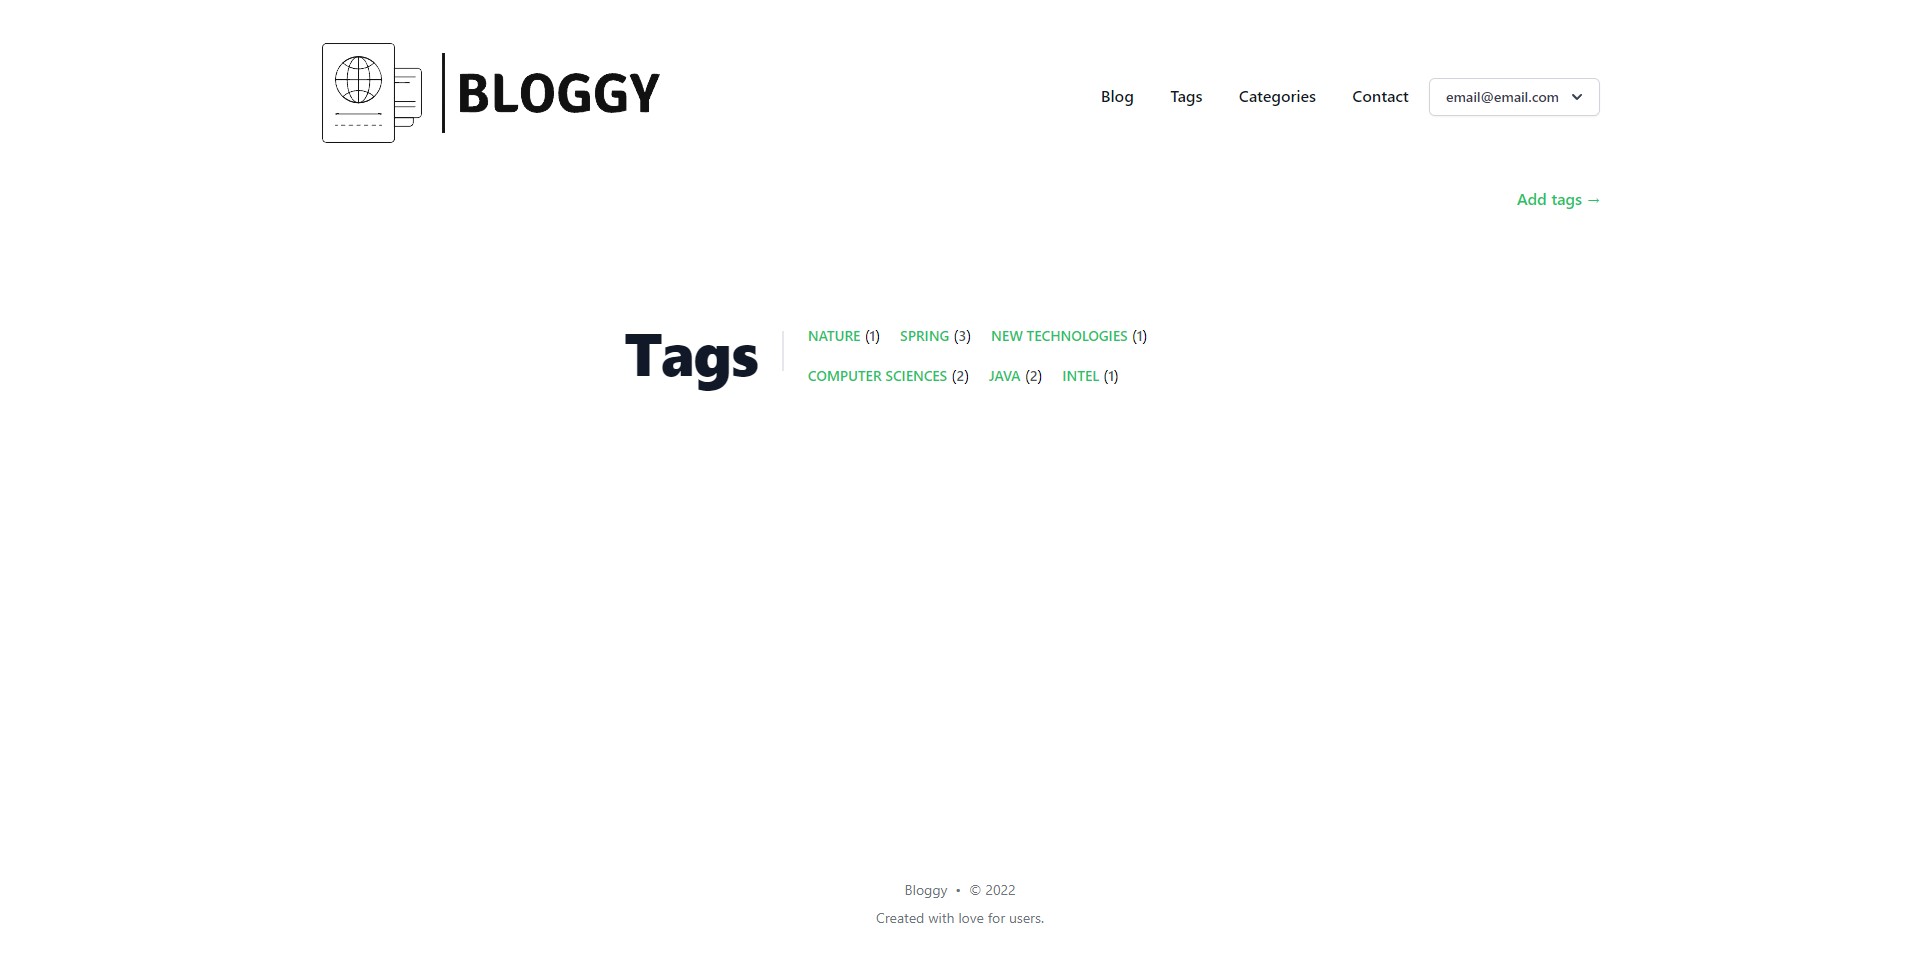 BLOGGY
Blog Tags Categories Contact email@email.com
Add tags →
Tags
NATURE (1) SPRING (3) NEW TECHNOLOGIES (1)
COMPUTER SCIENCES (2) JAVA (2) INTEL (1)
Bloggy • © 2022
Created with love for users.